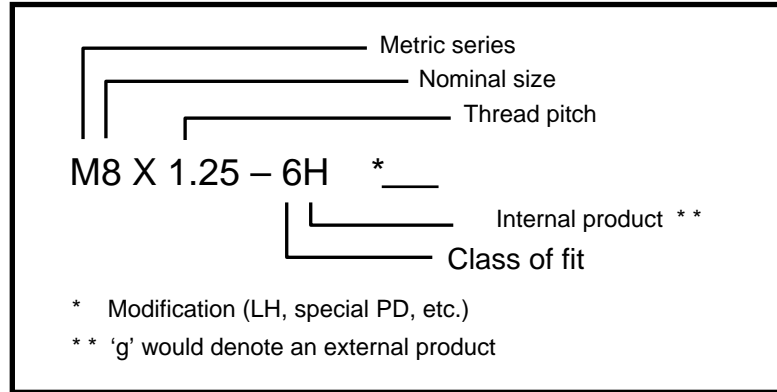 Metric series
Nominal size
Thread pitch
M8 X 1.25 – 6H *___
Internal product * *
Class of fit
* Modification (LH, special PD, etc.)
* * ‘g’ would denote an external product